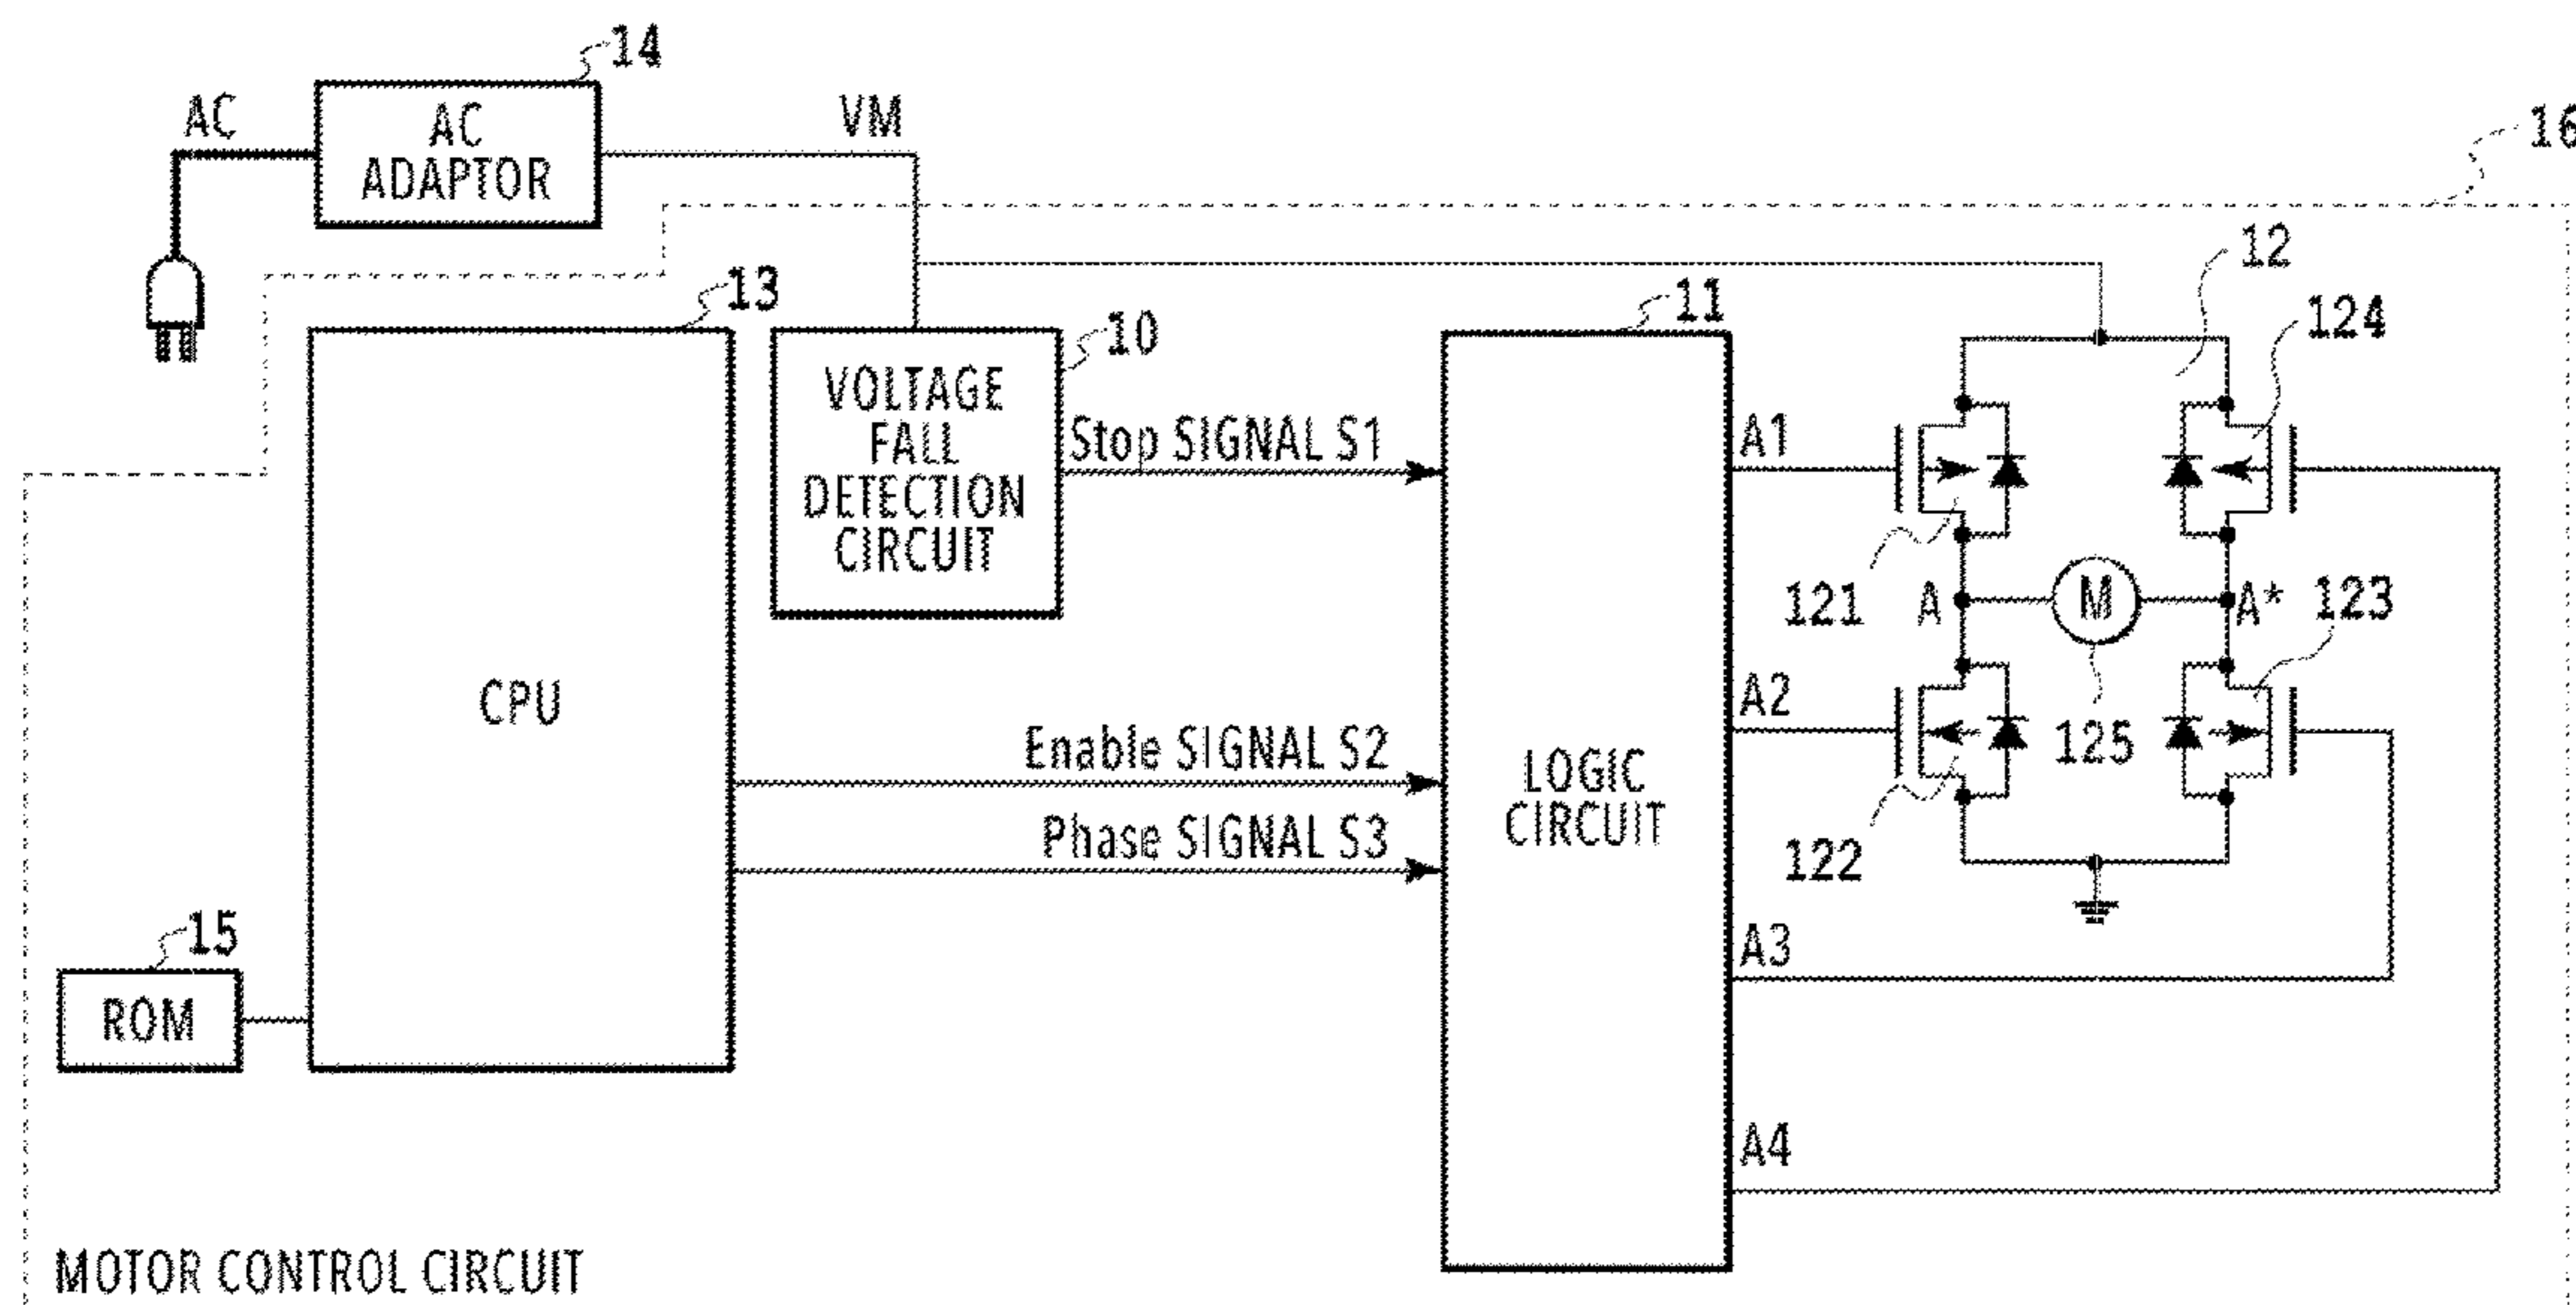 14
AC
AC
ADAPTOR
VM
16
12
13
10
11
124
VOLTAGE
FALL
DETECTION
CIRCUIT
Stop SIGNAL S1
A1
121
A
M
A*
123
CPU
A2
125
Enable SIGNAL S2
LOGIC
CIRCUIT
Phase SIGNAL S3
122
15
ROM
A3
A4
MOTOR CONTROL CIRCUIT